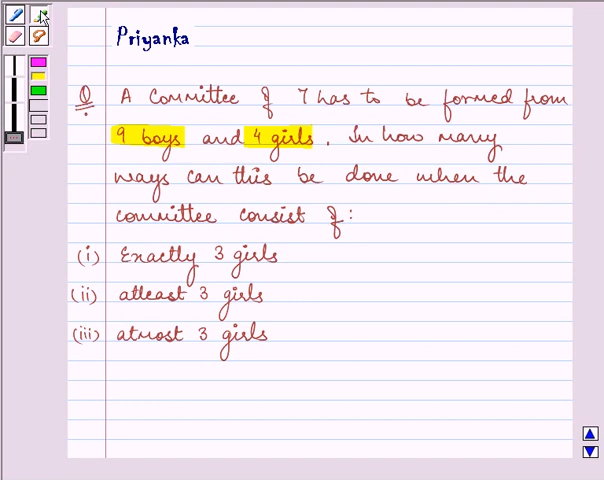 Priyanka
Q. A Committee of 7 has to be formed from
9 boys and 4 girls. In how many
ways can this be done when the
committee consist of:
(i) Exactly 3 girls
(ii) atleast 3 girls
(iii) atmost 3 girls